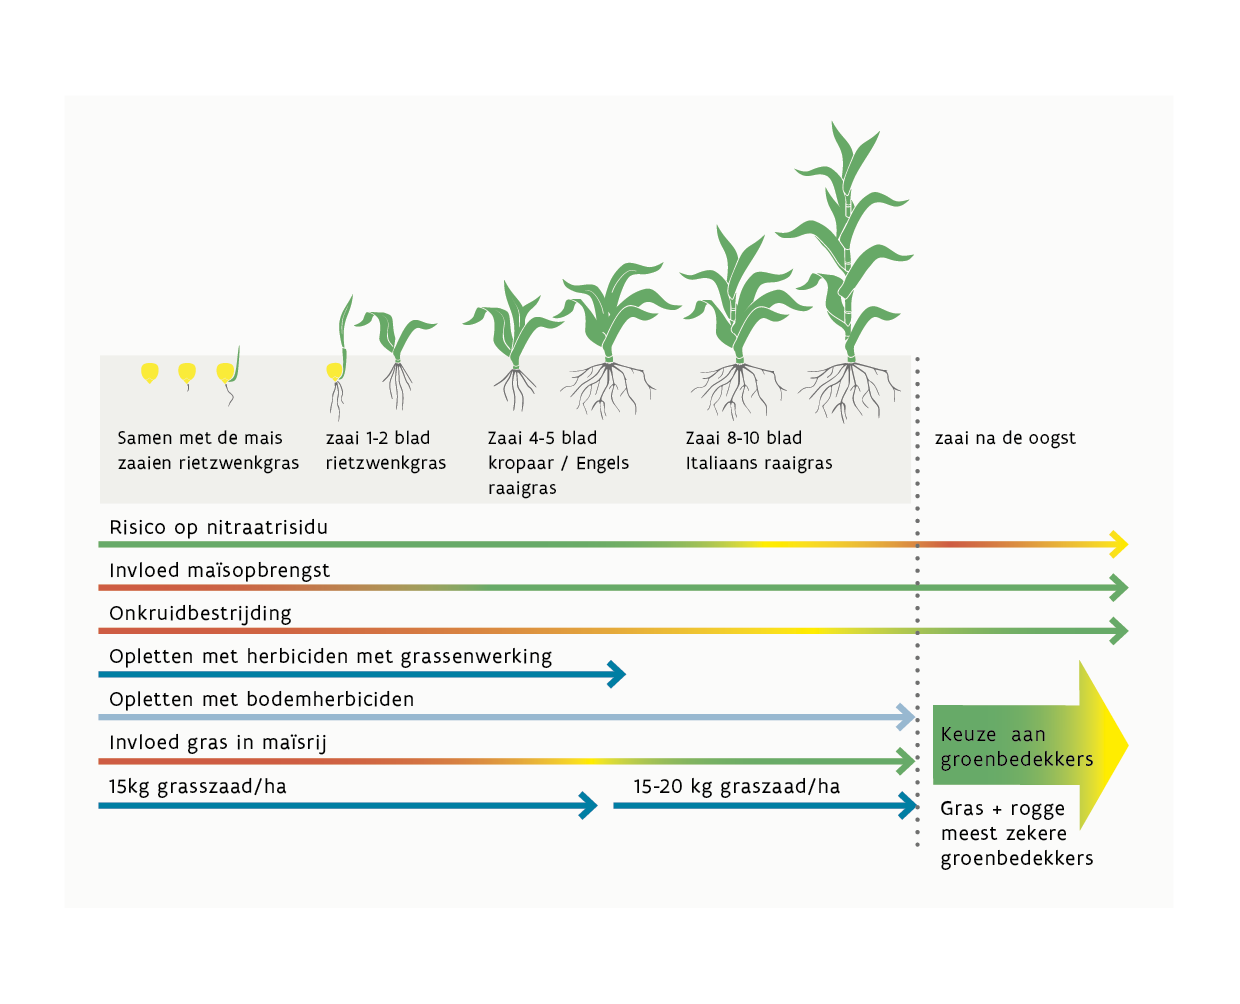 Samen met de mais
zaaien rietzwenkgras
zaai 1-2 blad
rietzwenkgras
Zaai 4-5 blad
kropaar / Engels
raaigras
Zaai 8-10 blad
Italiaans raaigras
zaai na de oogst
Risico op nitraatrisidu
Invloed maïsopbrengst
Onkruidbestrijding
Opletten met herbiciden met grassenwerking
Opletten met bodemherbiciden
Invloed gras in maïsrij
15kg grasszaad/ha
15-20 kg graszaad/ha
Keuze aan
groenbedekkers
Gras + rogge
meest zekere
groenbedekkers